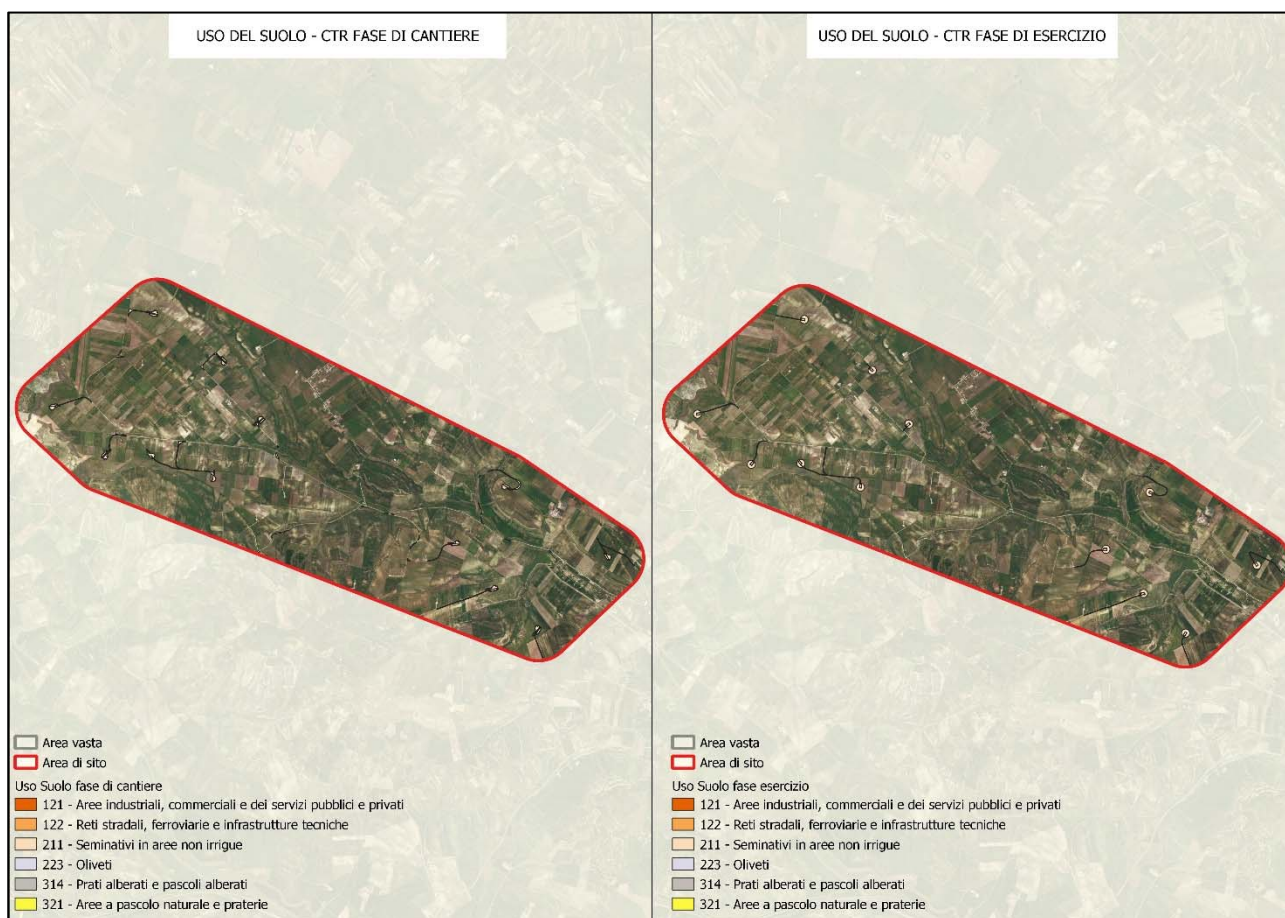 USO DEL SUOLO - CTR FASE DI CANTIERE
Area vasta
Area di sito
Uso Suolo fase di cantiere
121 - Aree industriali, commerciali e dei servizi pubblici e privati
122 - Reti stradali, ferroviarie e infrastrutture tecniche
211 - Seminativi in aree non irrigue
223 - Oliveti
314 - Prati alberati e pascoli alberati
321 - Aree a pascolo naturale e praterie
USO DEL SUOLO - CTR FASE DI ESERCIZIO
Area vasta
Area di sito
Uso Suolo fase esercizio
121 - Aree industriali, commerciali e dei servizi pubblici e privati
122 - Reti stradali, ferroviarie e infrastrutture tecniche
211 - Seminativi in aree non irrigue
223 - Oliveti
314 - Prati alberati e pascoli alberati
321 - Aree a pascolo naturale e praterie